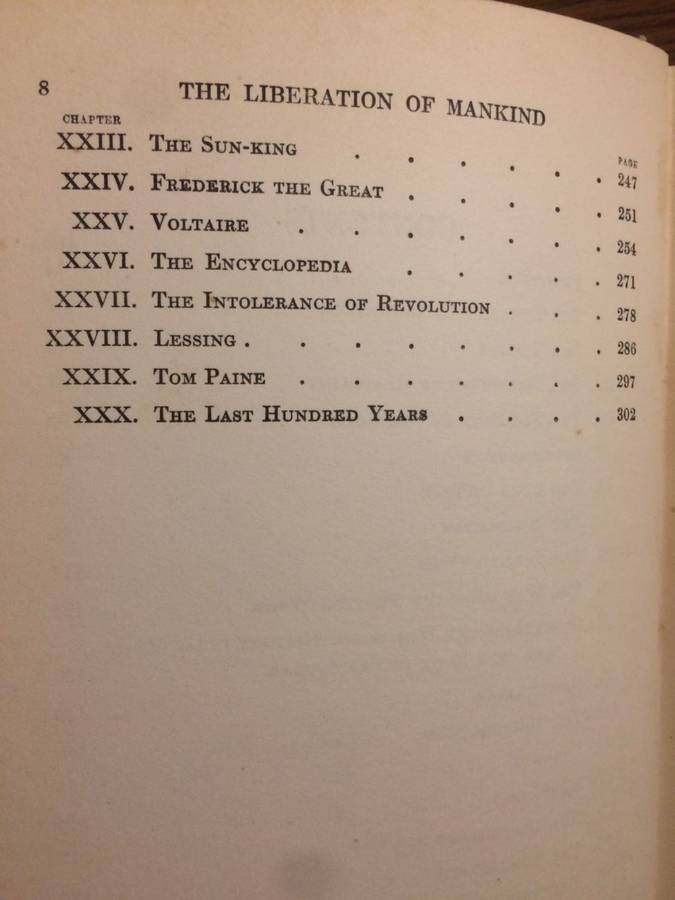 8 THE LIBERATION OF MANKIND
CHAPTER PAGE
XXIII. THE SUN-KING . . . . . . 247
XXIV. FREDERICK THE GREAT . . . . . 251
XXV. VOLTAIRE . . . . . . . 254
XXVI. THE ENCYCLOPEDIA . . . . . 271
XXVII. THE INTOLERANCE OF REVOLUTION . . . 278
XXVIII. LESSING . . . . . . . . 286
XXIX. TOM PAINE . . . . . . . 297
XXX. THE LAST HUNDRED YEARS . . . . 302